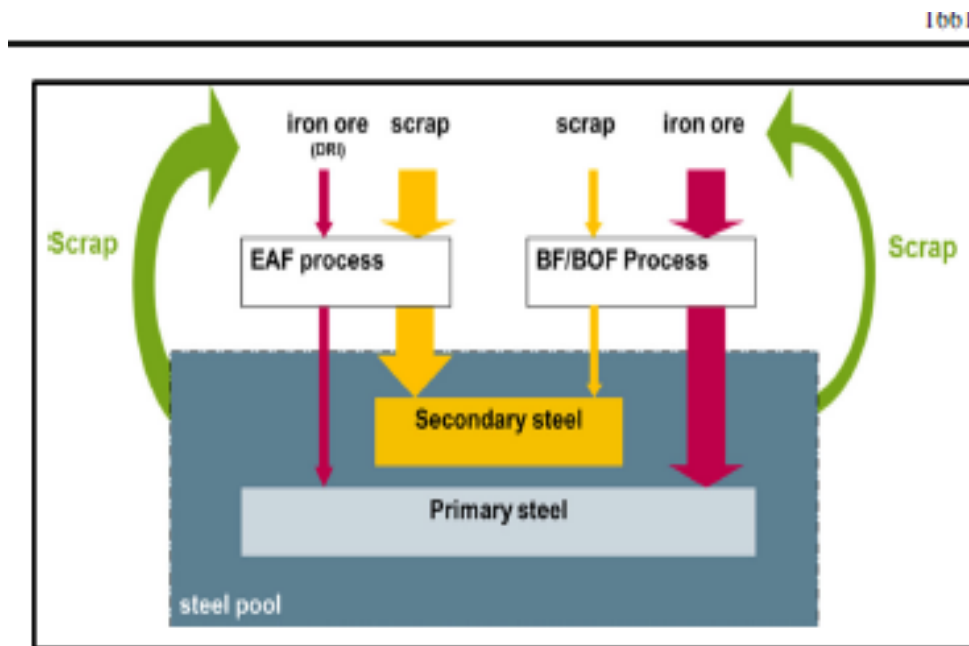 iron ore scrap scrap iron ore
(DRI)
Scrap
EAF process BF/BOF Process
Scrap
Secondary steel
Primary steel
steel pool